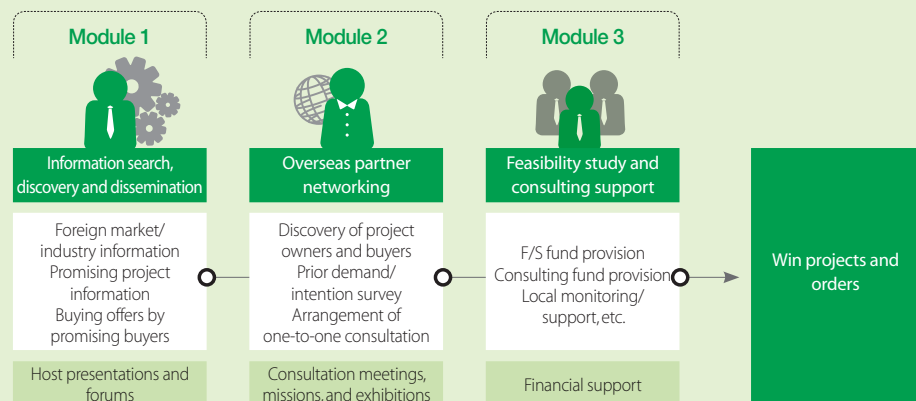 Module 1
Information search,
discovery and dissemination
Foreign market/
industry information
Promising project
information
Buying offers by
promising buyers
Host presentations and
forums
Module 2
Overseas partner
networking
Discovery of project
owners and buyers
Prior demand/
intention survey
Arrangement of
one-to-one consultation
Consultation meetings,
missions, and exhibitions
Module 3
Feasibility study and
consulting support
F/S fund provision
Consulting fund provision
Local monitoring/
support, etc.
Financial support
Win projects and
orders